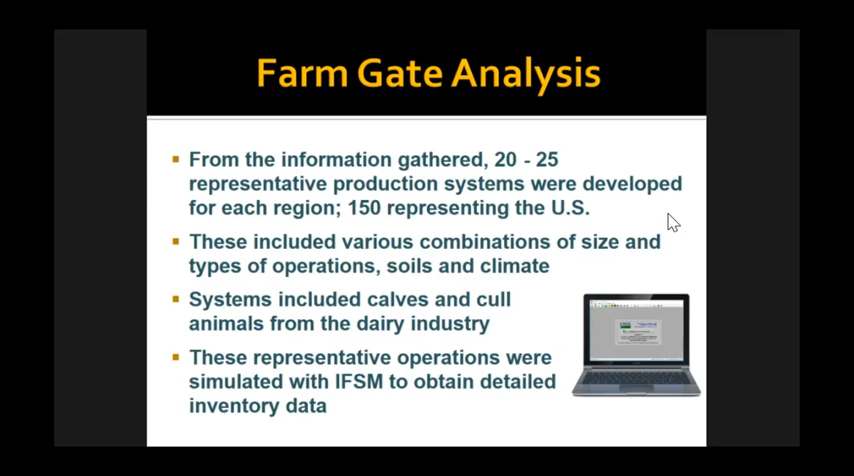 Farm Gate Analysis
From the information gathered, 20 - 25
representative production systems were developed
for each region; 150 representing the U.S.
These included various combinations of size and
types of operations, soils and climate
Systems included calves and cull
animals from the dairy industry
These representative operations were
simulated with IFSM to obtain detailed
inventory data